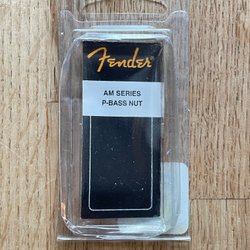 Fender
AM SERIES
P-BASS NUT